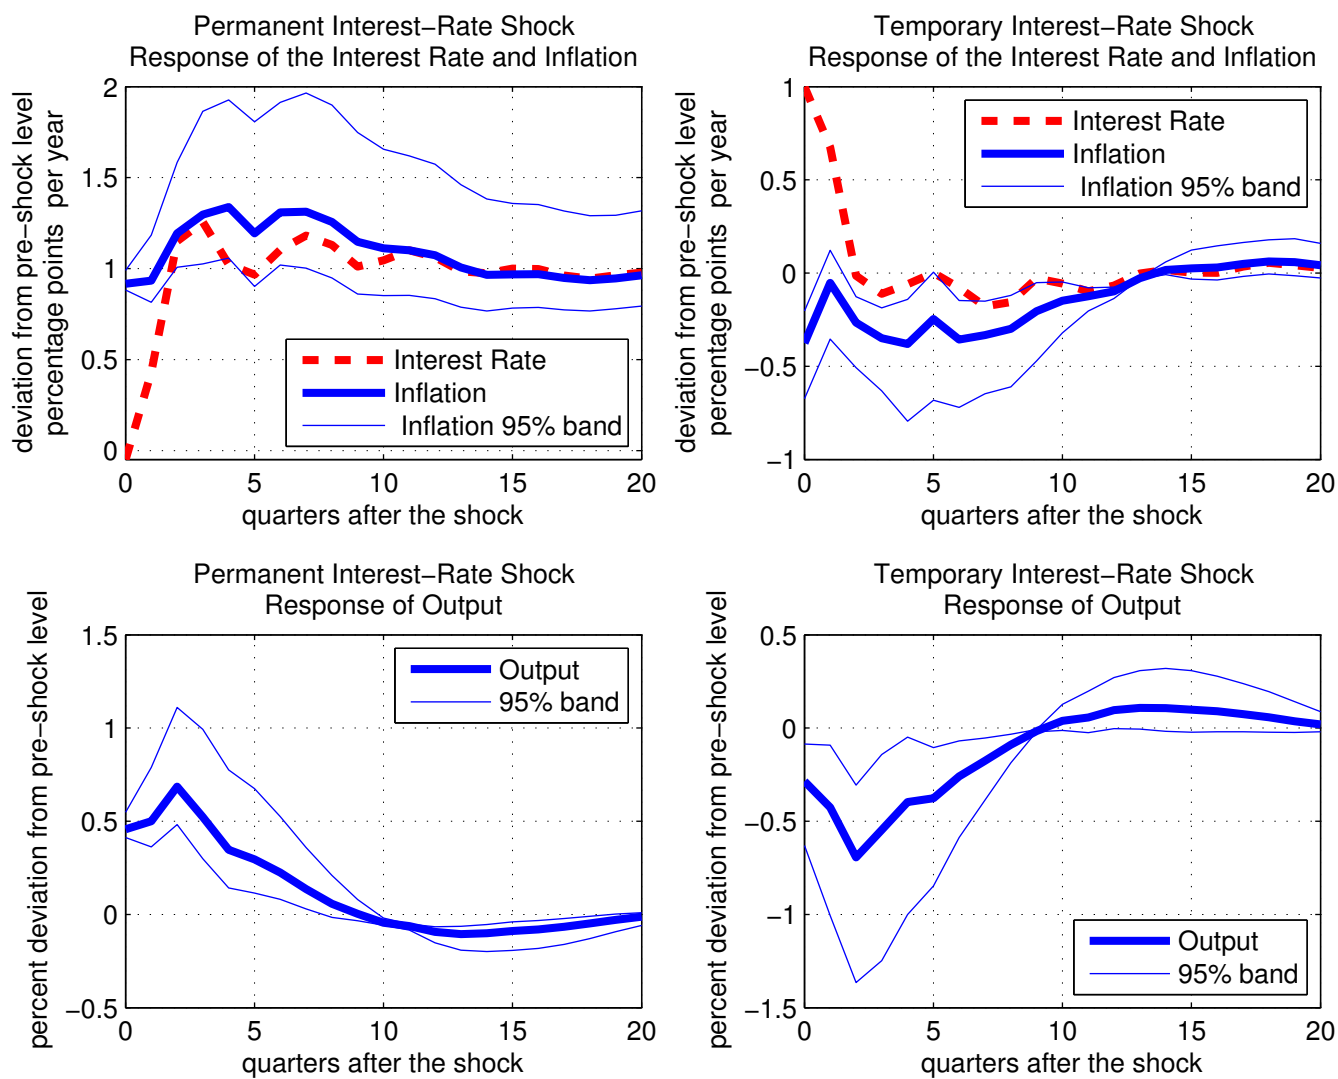 Permanent Interest−Rate Shock
Response of the Interest Rate and Inflation
deviation from pre−shock level
percentage points  per year
2
1.5
1
0.5
0
Interest Rate
Inflation
Inflation 95% band
0 5 10 15 20
quarters after the shock
Temporary Interest−Rate Shock
Response of the Interest Rate and Inflation
deviation from pre−shock level
percentage points  per year
1
0.5
0
−0.5
−1
Interest Rate
Inflation
Inflation 95% band
0 5 10 15 20
quarters after the shock
Permanent Interest−Rate Shock
Response of Output
percent deviation from pre−shock level
1.5
1
0.5
0
−0.5
Output
95% band
0 5 10 15 20
quarters after the shock
Temporary Interest−Rate Shock
Response of Output
percent deviation from pre−shock level
0.5
0
−0.5
−1
−1.5
Output
95% band
0 5 10 15 20
quarters after the shock